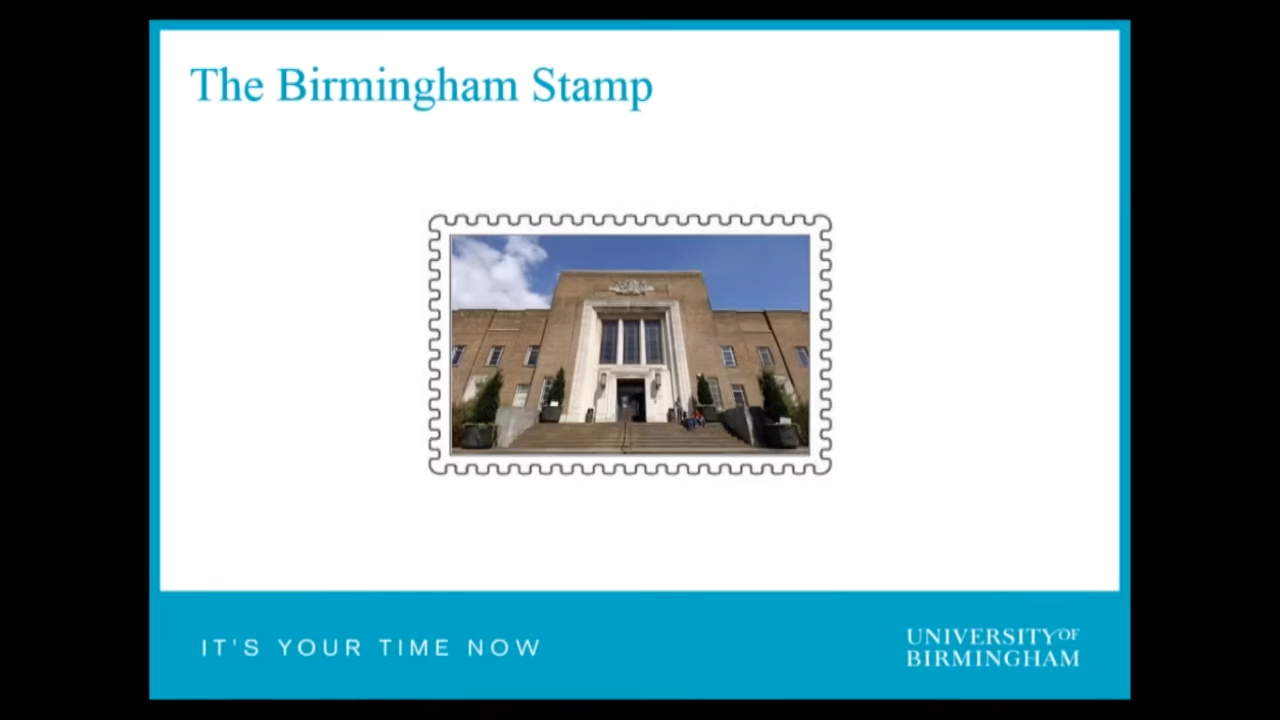 The Birmingham Stamp
IT'S YOUR TIME NOW
UNIVERSITY OF
BIRMINGHAM